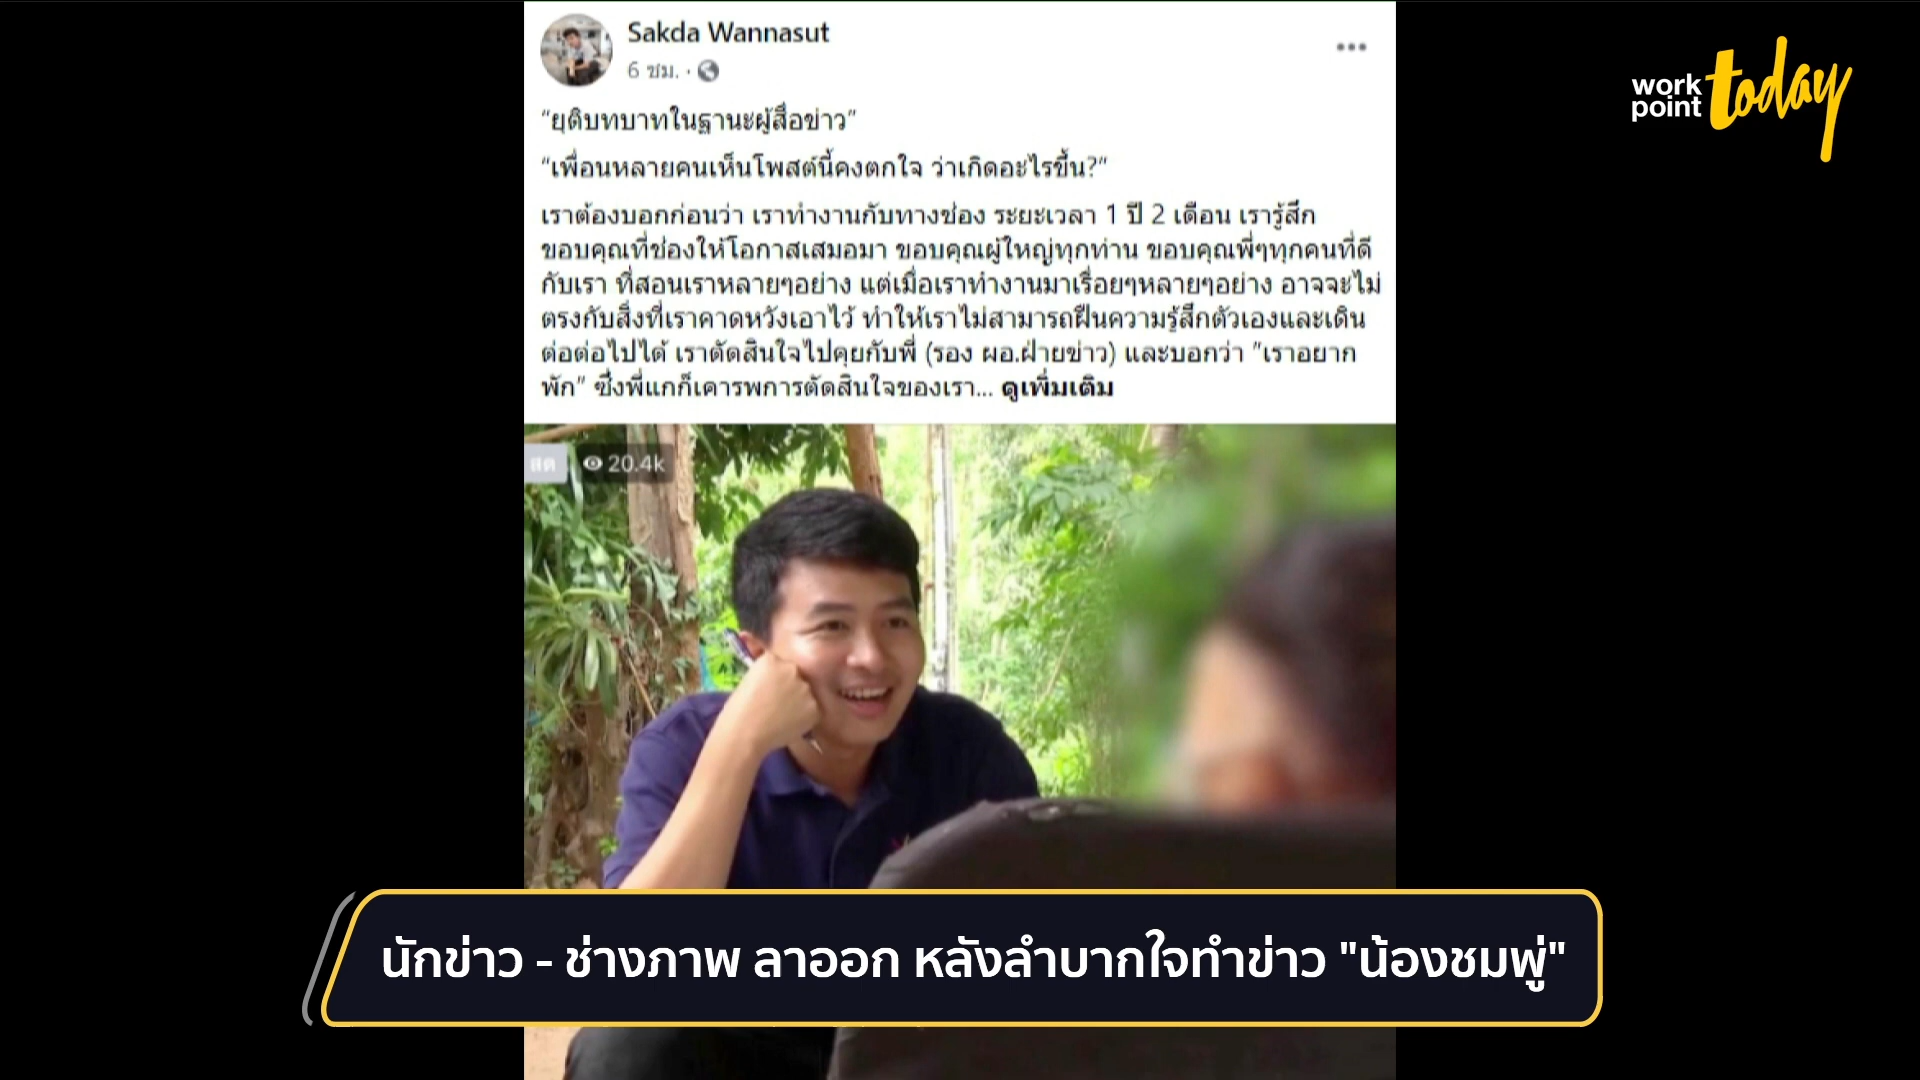 Sakda Wannasut
6 ชม. ·
work
point
today
“ยุติบทบาทในฐานะผู้สื่อข่าว”
“เพื่อนหลายคนเห็นโพสต์นี้คงตกใจ ว่าเกิดอะไรขึ้น?”
เราต้องบอกก่อนว่า เราทำงานกับทางช่อง ระยะเวลา 1 ปี 2 เดือน เรารู้สึก
ขอบคุณที่ช่องให้โอกาสเสมอมา ขอบคุณผู้ใหญ่ทุกท่าน ขอบคุณพี่ๆทุกคนที่ดี
กับเรา ที่สอนเราหลายๆอย่าง แต่เมื่อเราทำงานมาเรื่อยๆหลายๆอย่าง อาจจะไม่
ตรงกับสิ่งที่เราคาดหวังเอาไว้ ทำให้เราไม่สามารถฝืนความรู้สึกตัวเองและเดิน
ต่อต่อไปได้ เราตัดสินใจไปคุยกับพี่ (รอง ผอ.ฝ่ายข่าว) และบอกว่า “เราอยาก
พัก” ซึ่งพี่แกก็เคารพการตัดสินใจของเรา... ดูเพิ่มเติม
สด 20.4k
นักข่าว - ช่างภาพ ลาออก หลังลำบากใจทำข่าว "น้องชมพู่"